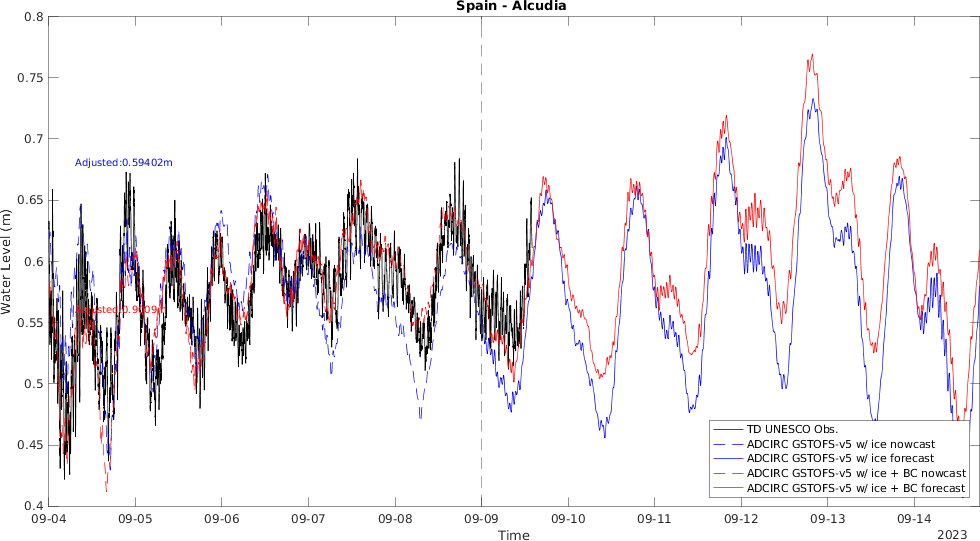 Spain - Alcudia
Water Level (m)
0.8
0.75
0.7
0.65
0.6
0.55
0.5
0.45
0.4
Adjusted:0.59402m
TD UNESCO Obs.
ADCIRC GSTOFS-v5 w/ ice nowcast
ADCIRC GSTOFS-v5 w/ ice forecast
ADCIRC GSTOFS-v5 w/ ice + BC nowcast
ADCIRC GSTOFS-v5 w/ ice + BC forecast
09-04 09-05 09-06 09-07 09-08 09-09 09-10 09-11 09-12 09-13 09-14
Time
2023